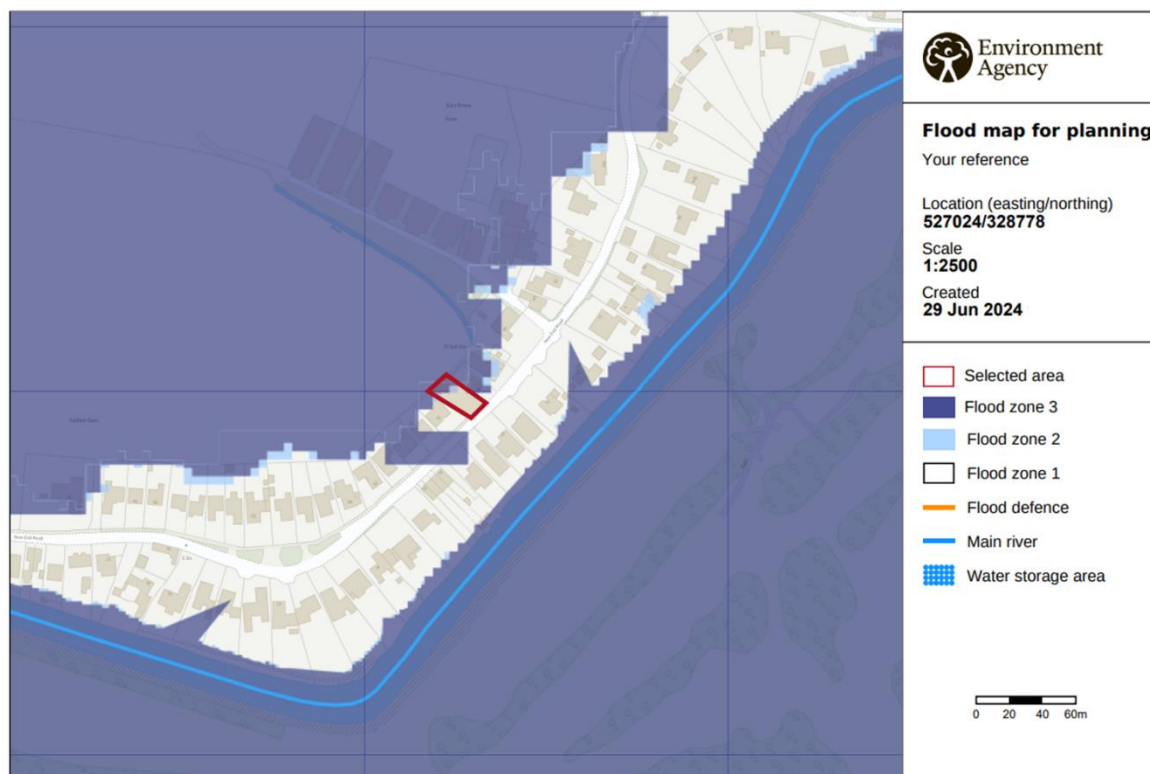 Environment
Agency
Flood map for planning
Your reference
Location (easting/northing)
527024/328778
Scale
1:2500
Created
29 Jun 2024
Selected area
Flood zone 3
Flood zone 2
Flood zone 1
Flood defence
Main river
Water storage area
0 20 40 60m